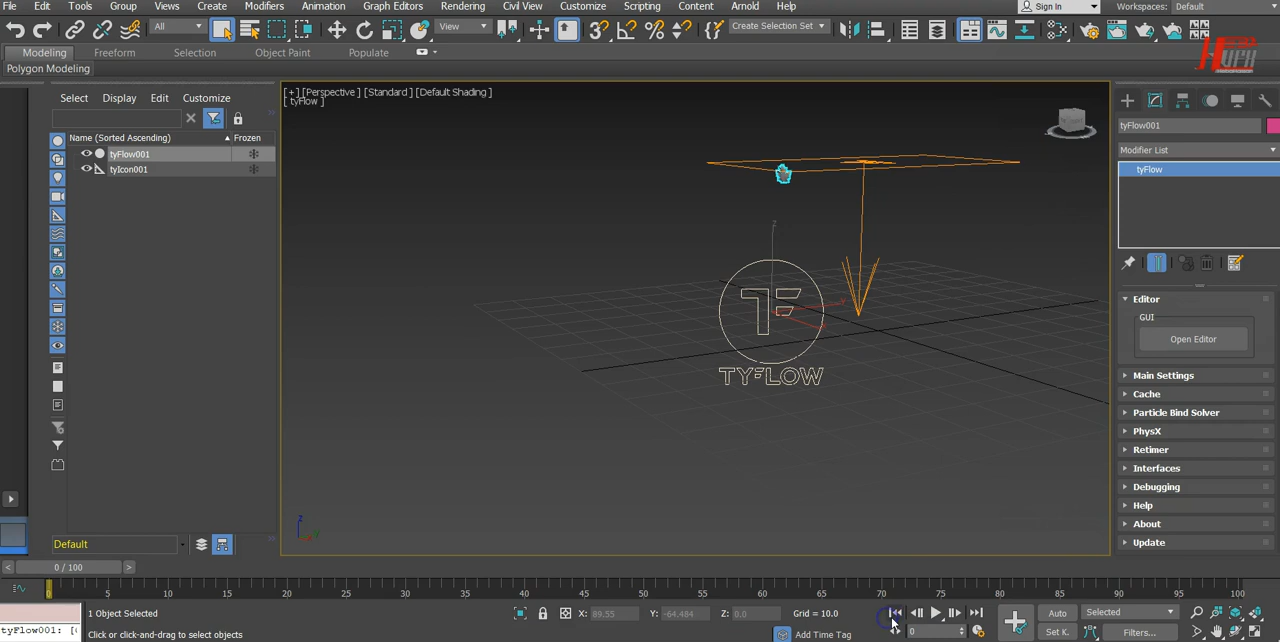 File Edit Tools Group Views Create Modifiers Animation Graph Editors Rendering Civil View Customize Scripting Content Arnold Help Sign In Workspaces: Default
All View Create Selection Set
Modeling Freeform Selection Object Paint Populate
Polygon Modeling
Select Display Edit Customize
Name (Sorted Ascending) Frozen
tyFlow001
tyIcon001
[+] [Perspective] [Standard] [Default Shading]
[ tyFlow ]
Z
Y
TF
TYFLOW
Z
tyFlow001
Modifier List
tyFlow
Editor
GUI
Open Editor
Main Settings
Cache
Particle Bind Solver
PhysX
Retimer
Interfaces
Debugging
Help
About
Update
Default
0 / 100
0 5 10 15 20 25 30 35 40 45 50 55 60 65 70 75 80 85 90 95 100
1 Object Selected X: 89.55 Y: -64.484 Z: 0.0 Grid = 10.0 Auto Selected
tyFlow001: [ Click or click-and-drag to select objects Add Time Tag 0 Set K. Filters...